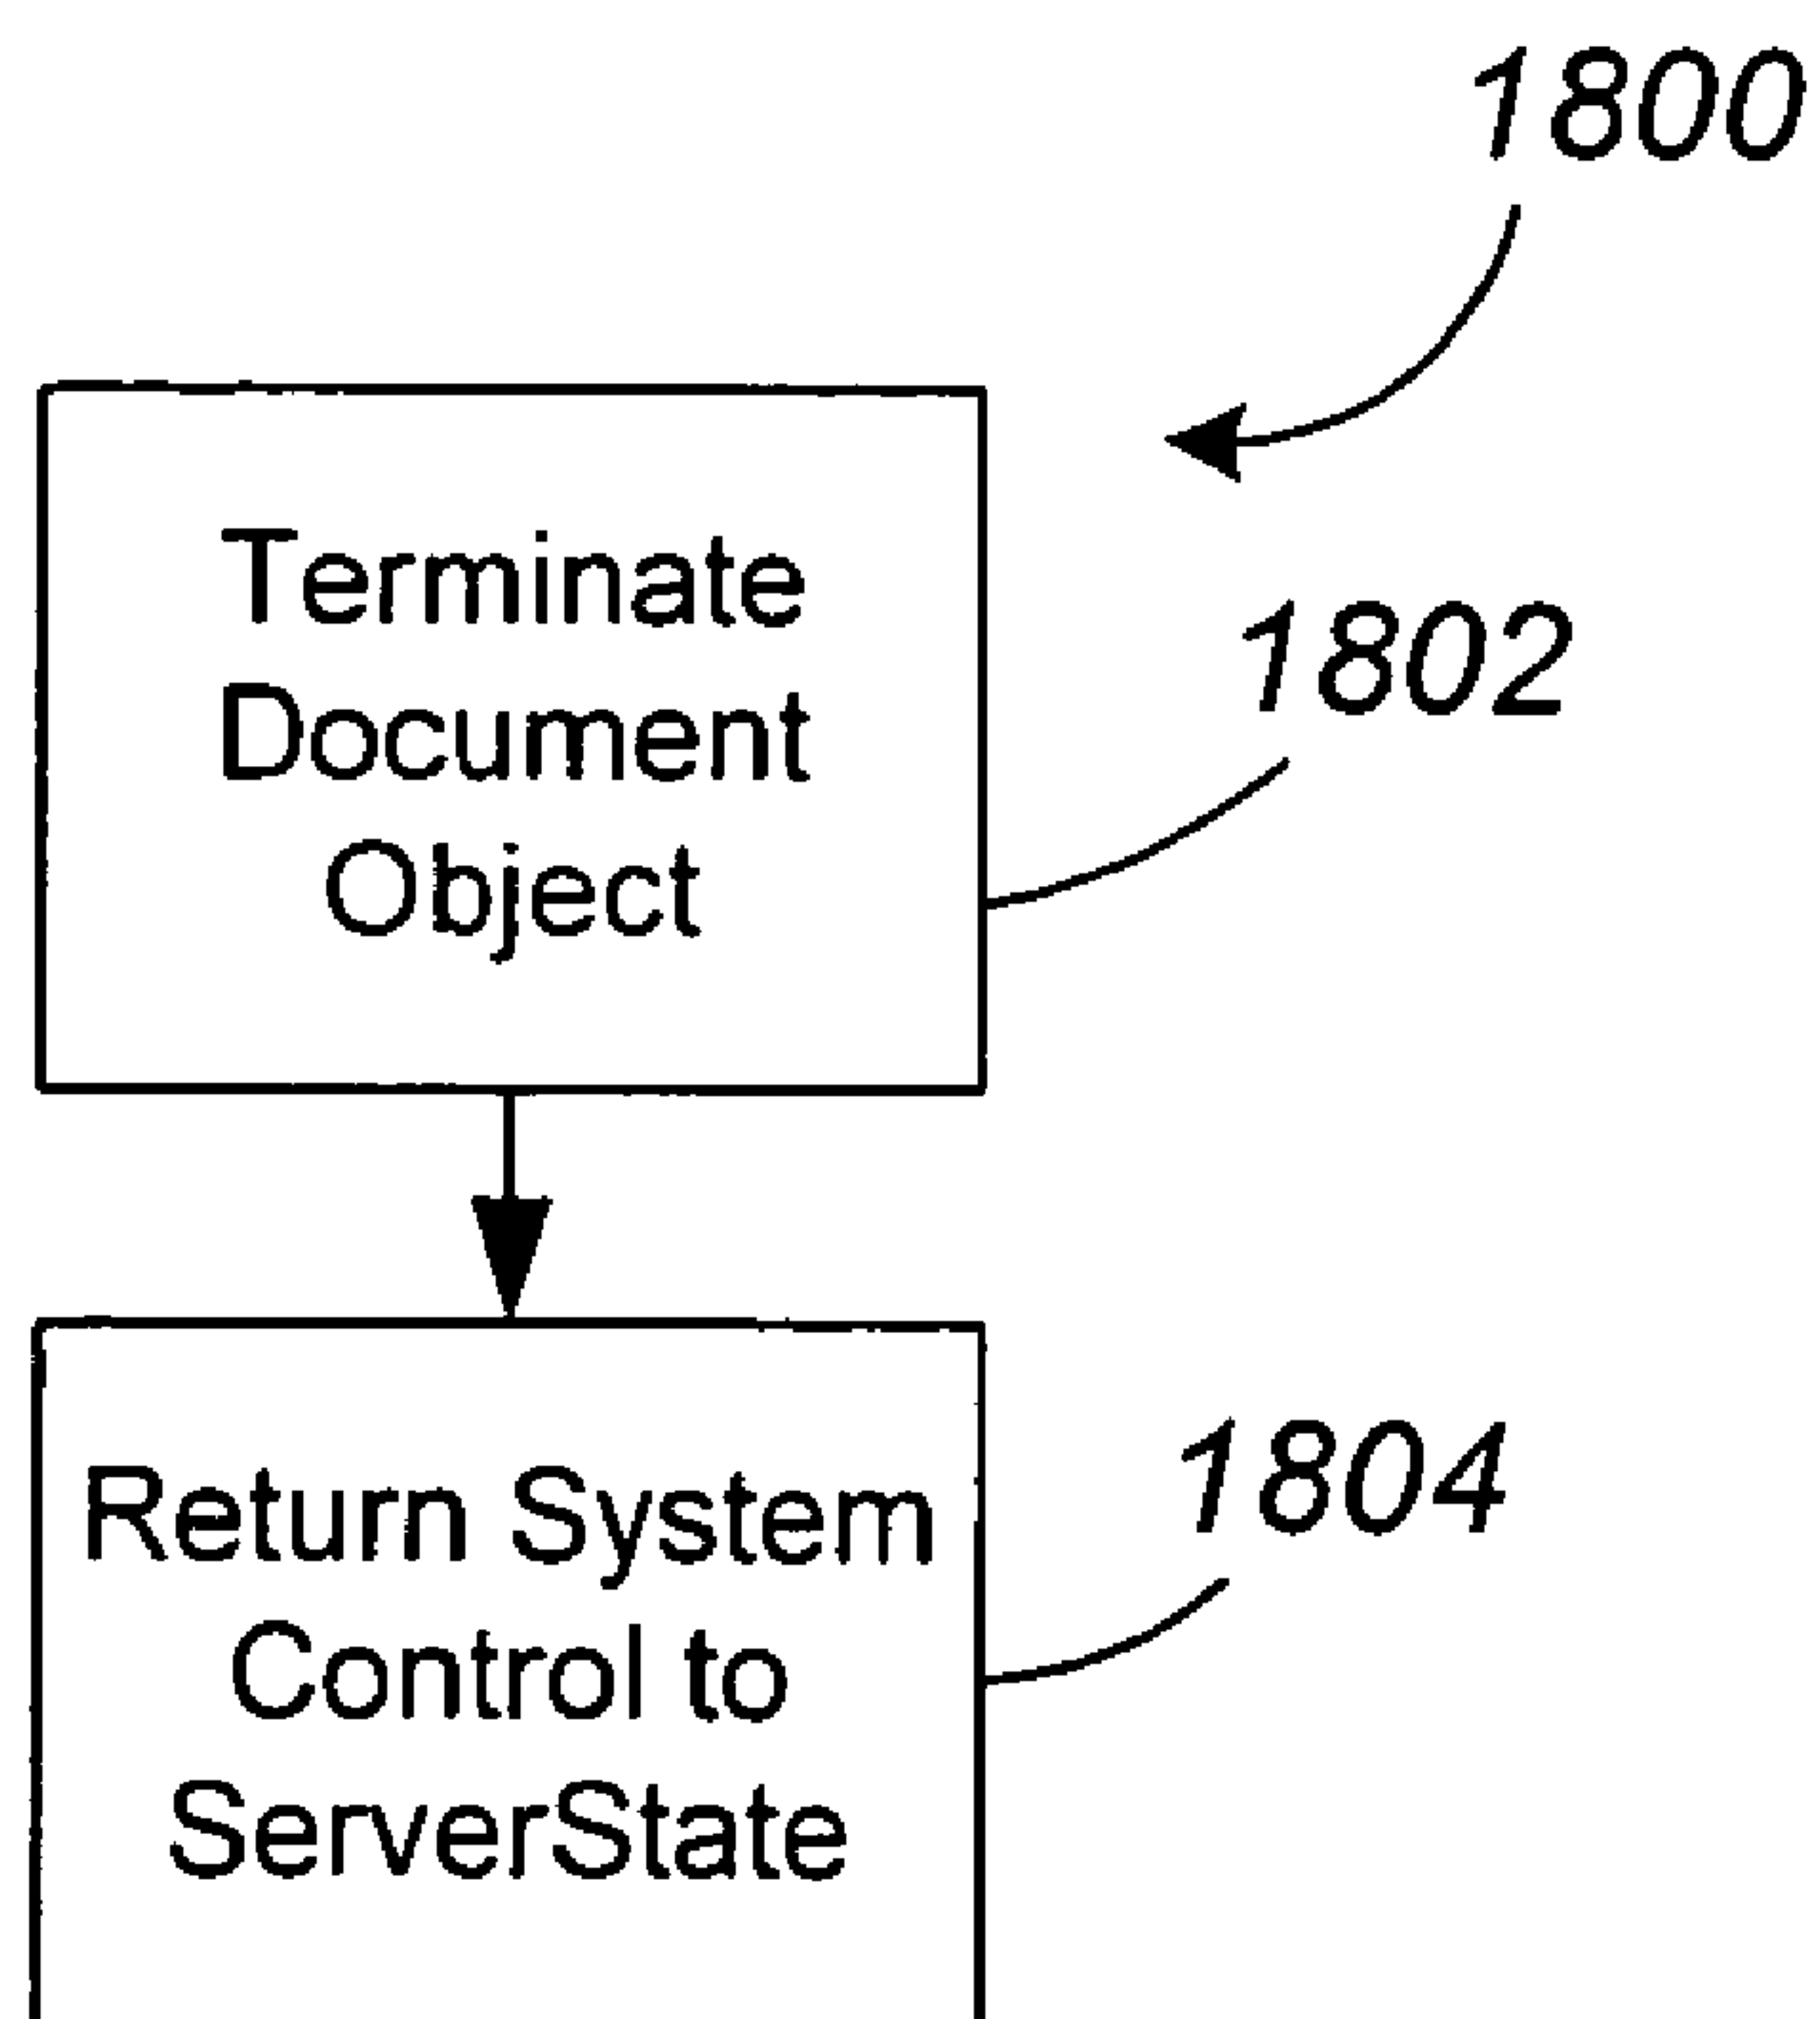 1800
Terminate
Document
Object
1802
Return System
Control to
ServerState
1804